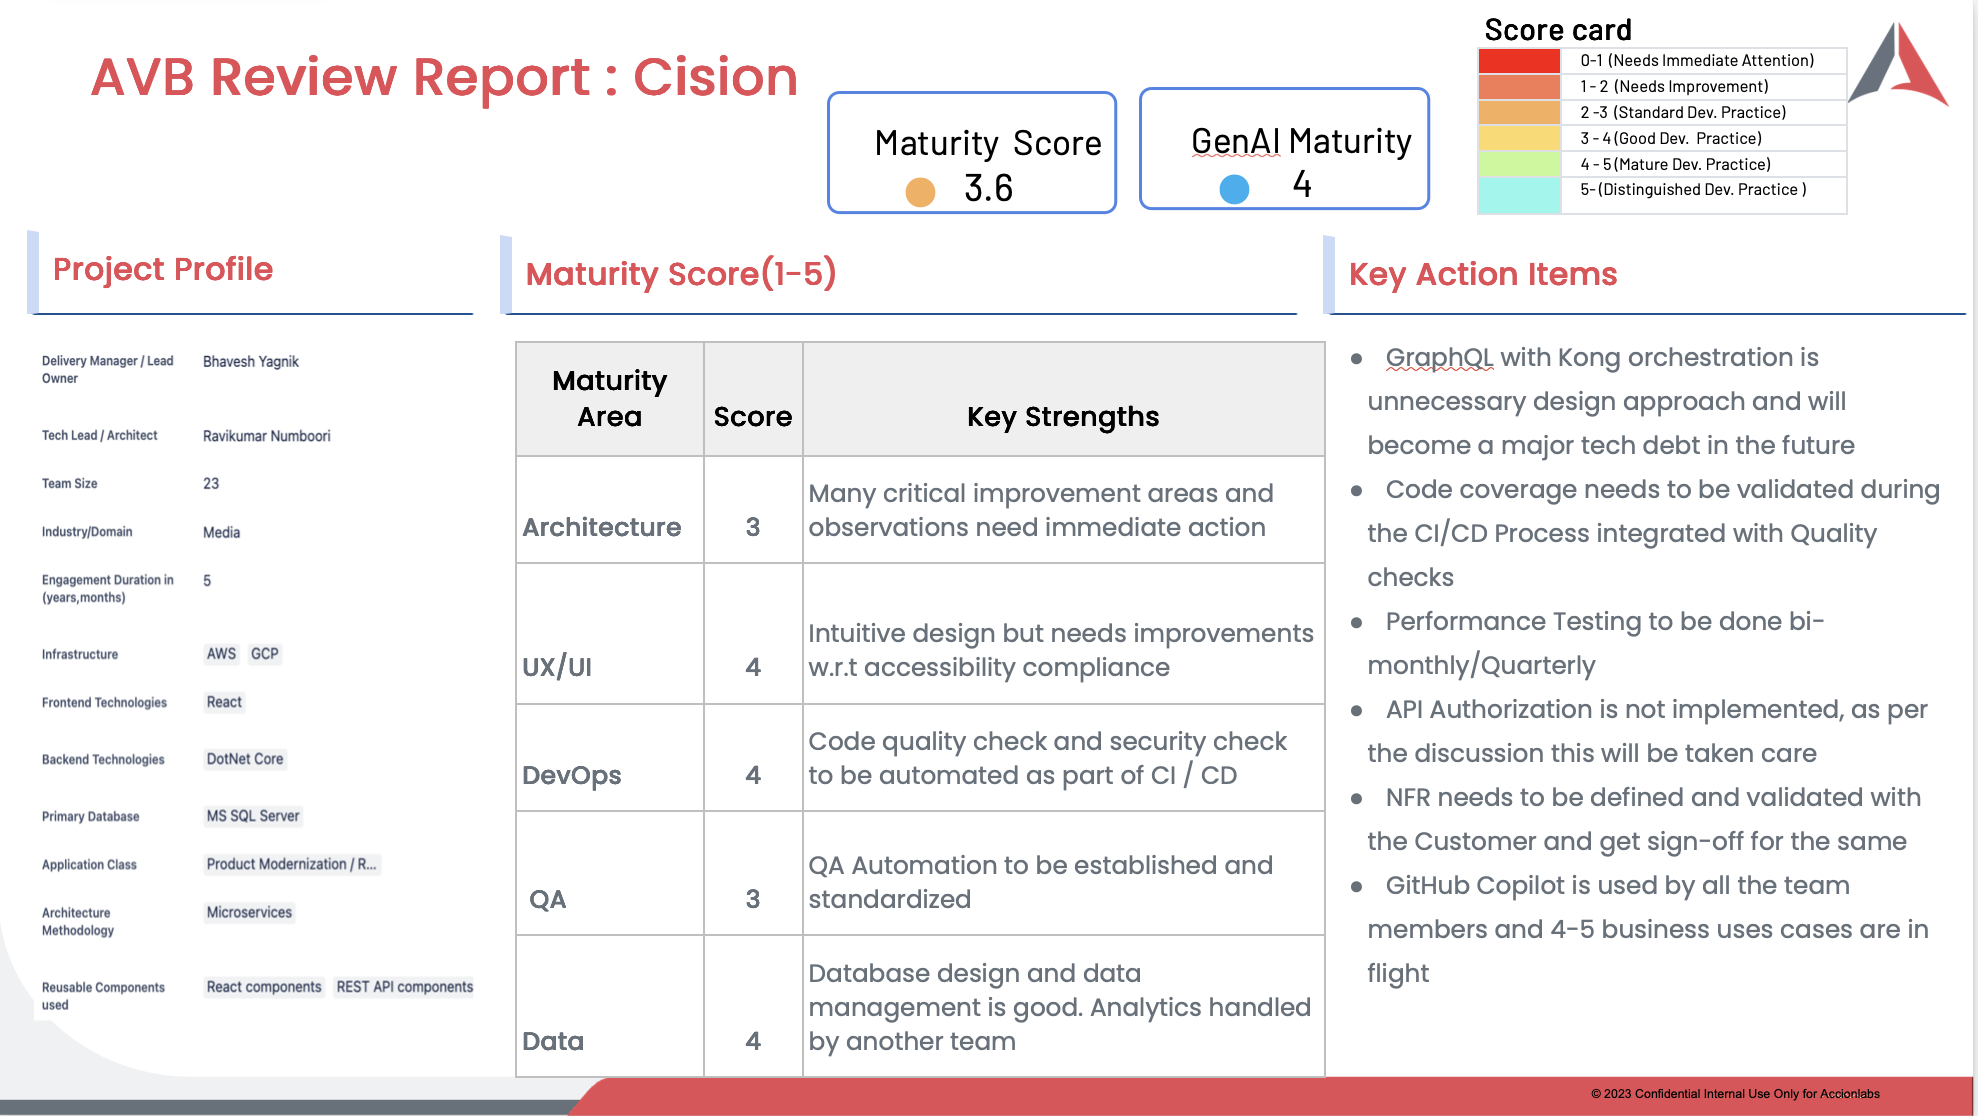 AVB Review Report : Cision
Maturity Score
3.6
GenAI Maturity
4
Score card
0-1 (Needs Immediate Attention)
1 - 2 (Needs Improvement)
2 -3 (Standard Dev. Practice)
3 - 4 (Good Dev. Practice)
4 - 5 (Mature Dev. Practice)
5- (Distinguished Dev. Practice )
Project Profile
Delivery Manager / Lead Owner
Bhavesh Yagnik
Tech Lead / Architect
Ravikumar Numboori
Team Size
23
Industry/Domain
Media
Engagement Duration in (years,months)
5
Infrastructure
AWS GCP
Frontend Technologies
React
Backend Technologies
DotNet Core
Primary Database
MS SQL Server
Application Class
Product Modernization / R...
Architecture Methodology
Microservices
Reusable Components used
React components REST API components
Maturity Score(1-5)
Maturity
Area
Score
Key Strengths
Architecture
3
Many critical improvement areas and
observations need immediate action
UX/UI
4
Intuitive design but needs improvements
w.r.t accessibility compliance
DevOps
4
Code quality check and security check
to be automated as part of CI / CD
QA
3
QA Automation to be established and
standardized
Data
4
Database design and data
management is good. Analytics handled
by another team
Key Action Items
● GraphQL with Kong orchestration is
unnecessary design approach and will
become a major tech debt in the future
● Code coverage needs to be validated during
the CI/CD Process integrated with Quality
checks
● Performance Testing to be done bi-
monthly/Quarterly
● API Authorization is not implemented, as per
the discussion this will be taken care
● NFR needs to be defined and validated with
the Customer and get sign-off for the same
● GitHub Copilot is used by all the team
members and 4-5 business uses cases are in
flight
© 2023 Confidential Internal Use Only for Accionlabs